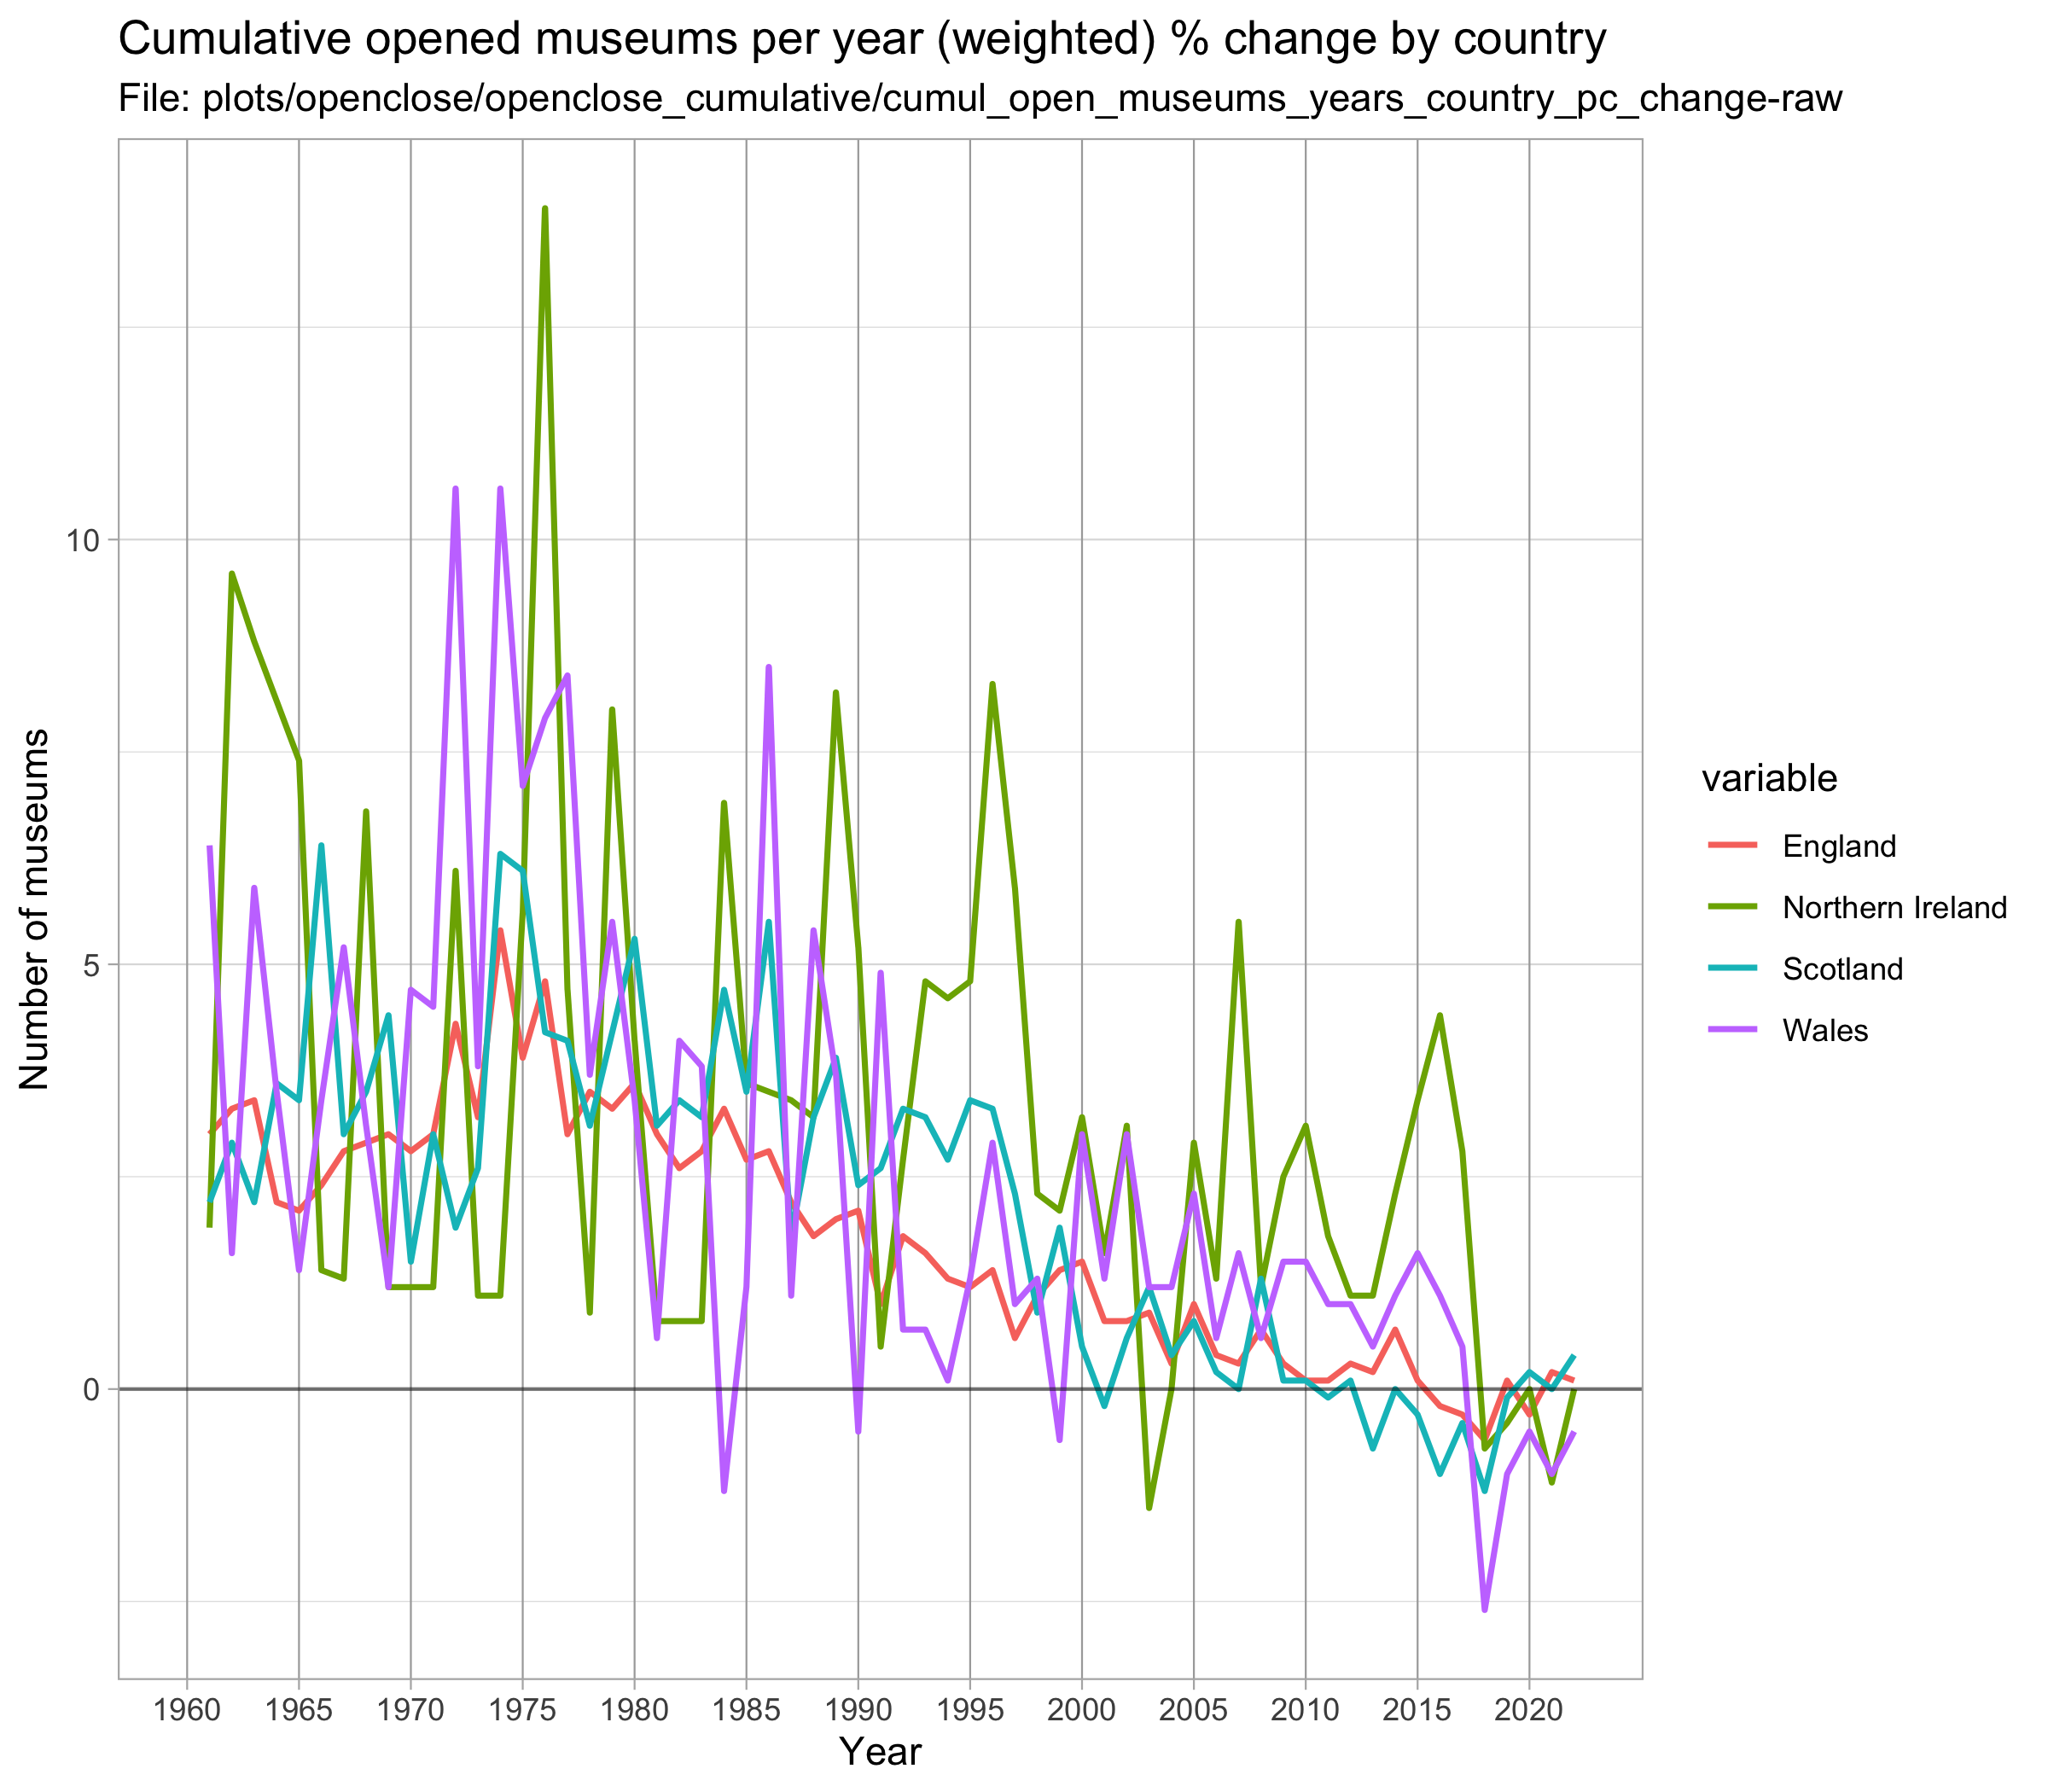 Cumulative opened museums per year (weighted) % change by country
File: plots/openclose/openclose_cumulative/cumul_open_museums_years_country_pc_change-raw
Number of museums
10
5
0
1960 1965 1970 1975 1980 1985 1990 1995 2000 2005 2010 2015 2020
Year
variable
England
Northern Ireland
Scotland
Wales